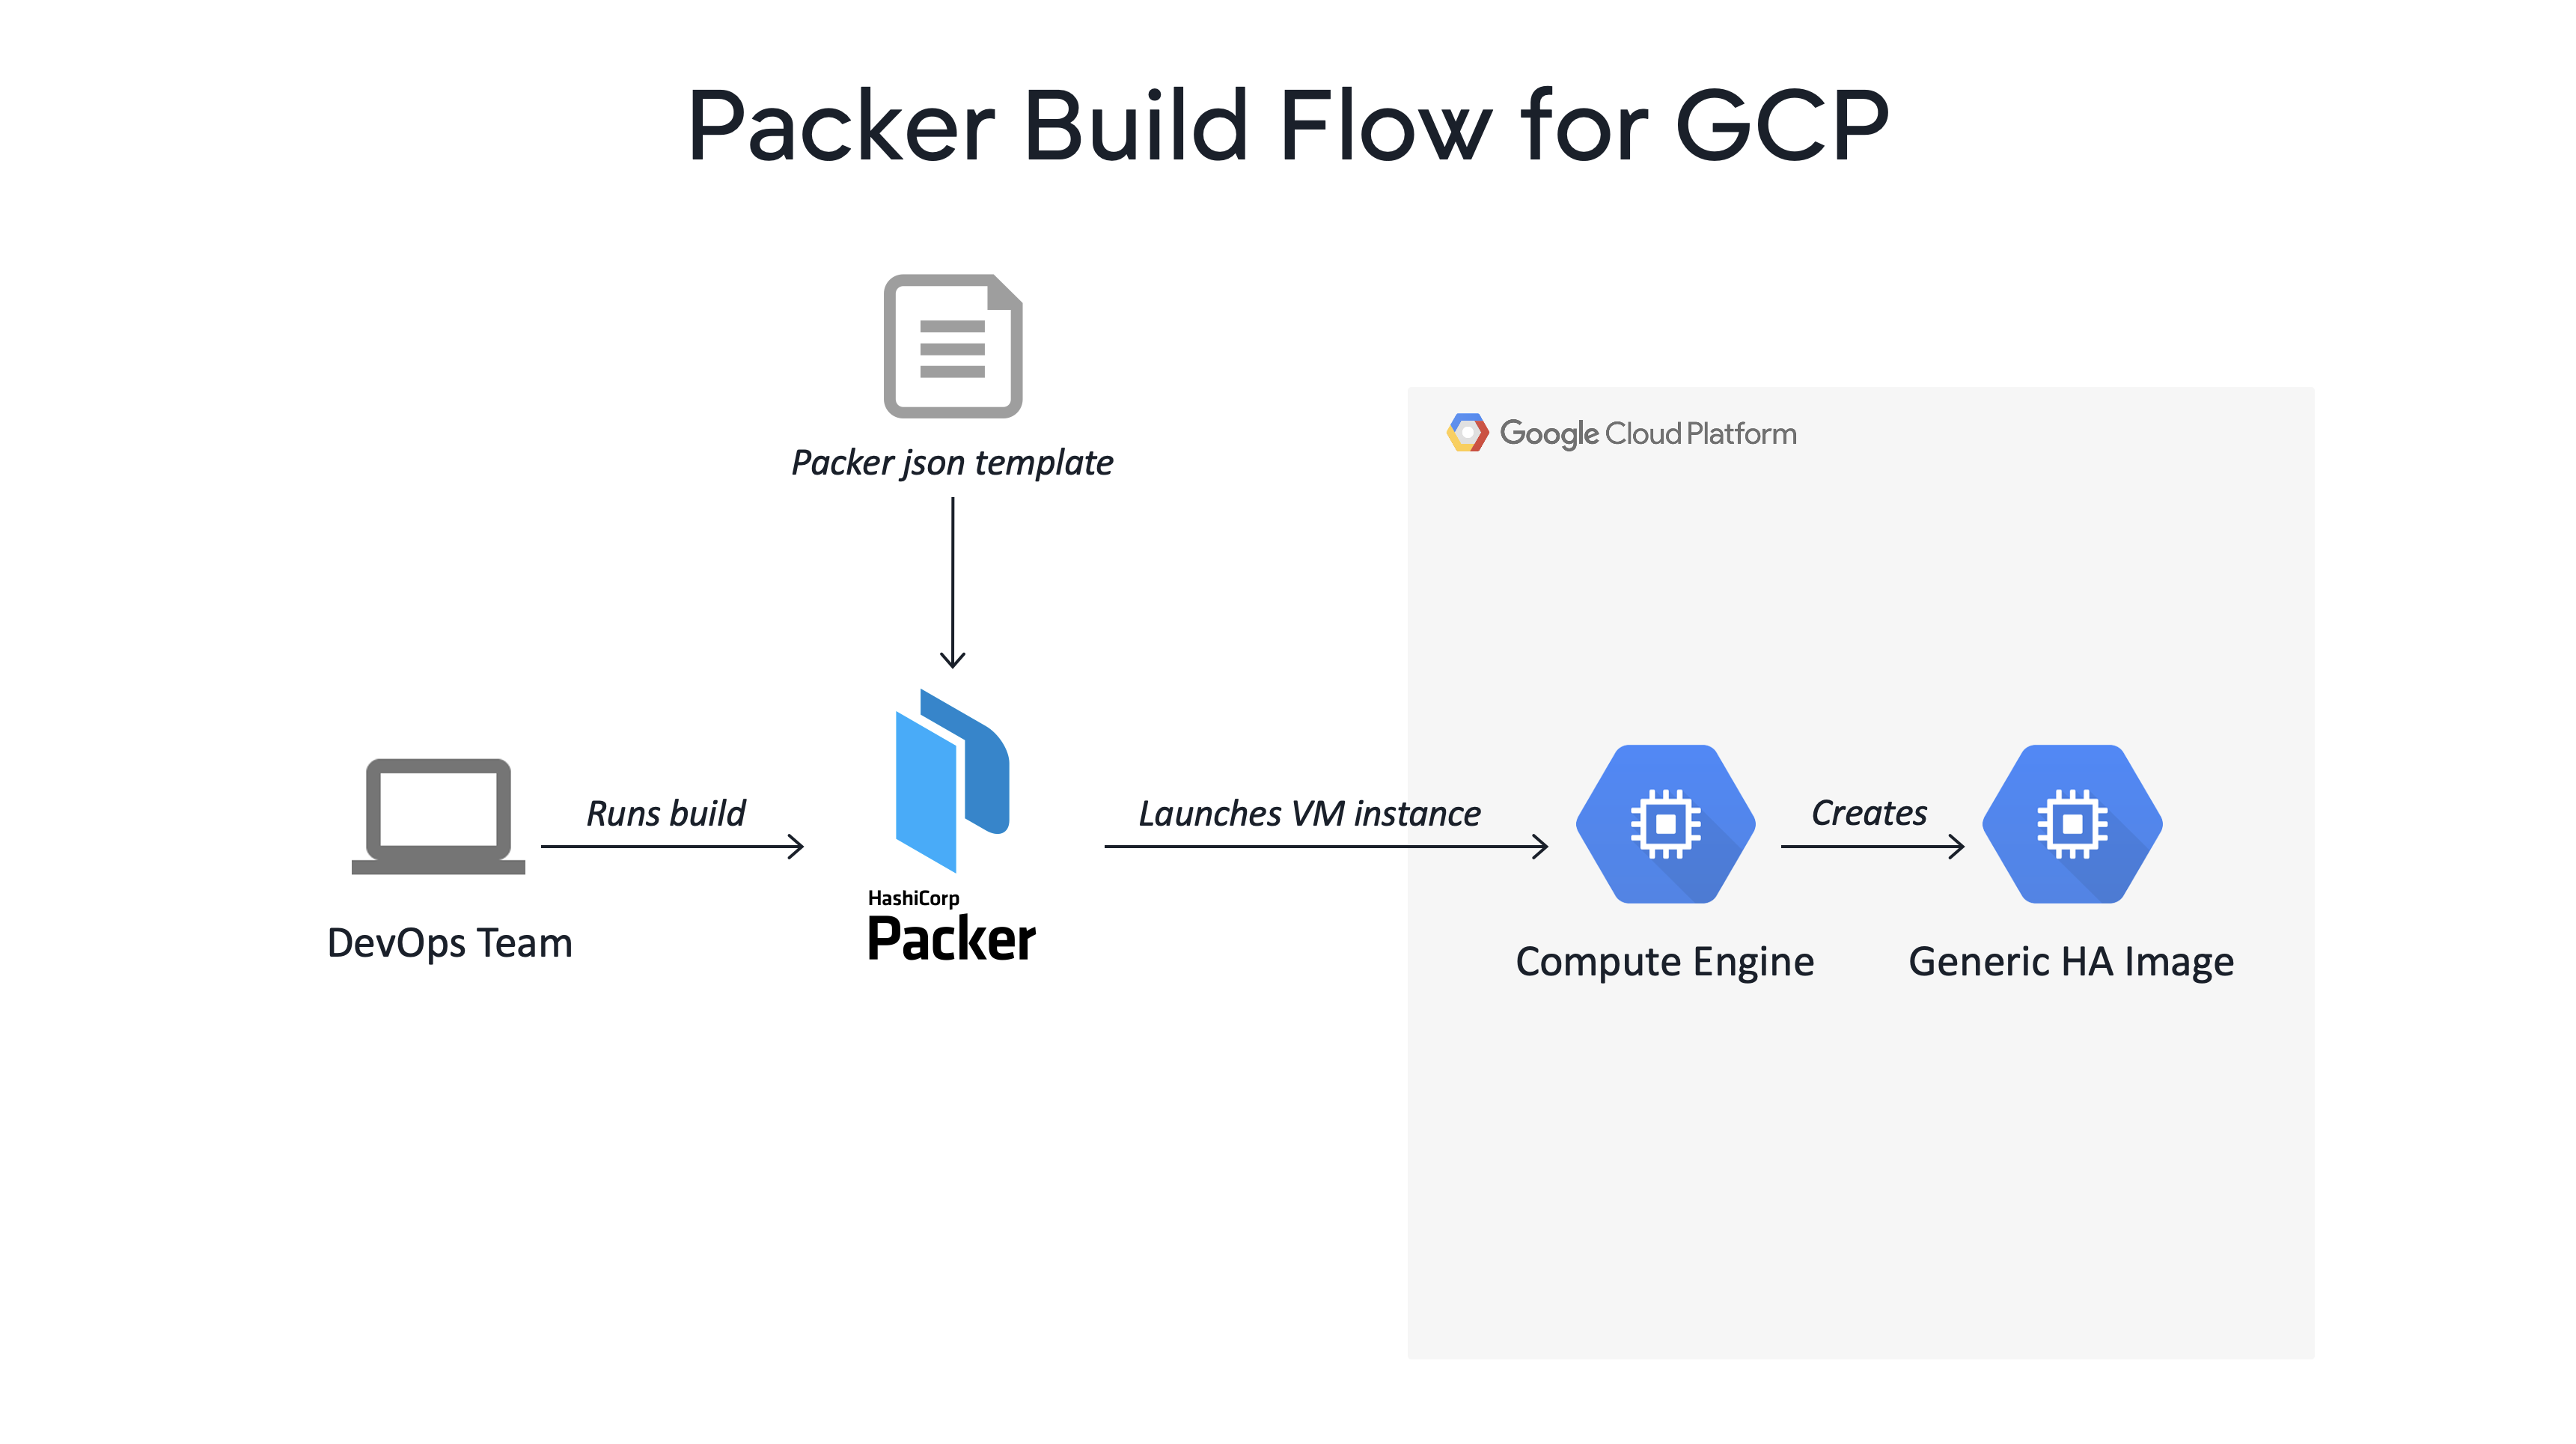 Packer Build Flow for GCP
Packer json template
Google Cloud Platform
Runs build
Launches VM instance
Creates
HashiCorp
Packer
DevOps Team
Compute Engine
Generic HA Image